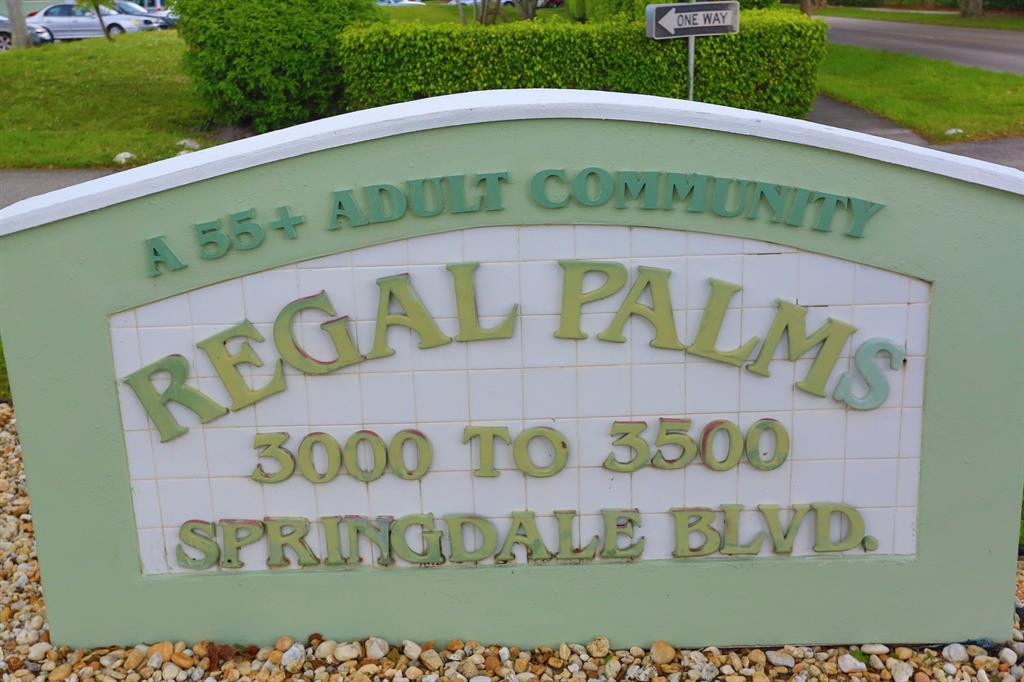 ONE WAY
A 55+ ADULT COMMUNITY
REGAL PALMS
3000 TO 3500
SPRINGDALE BLVD.